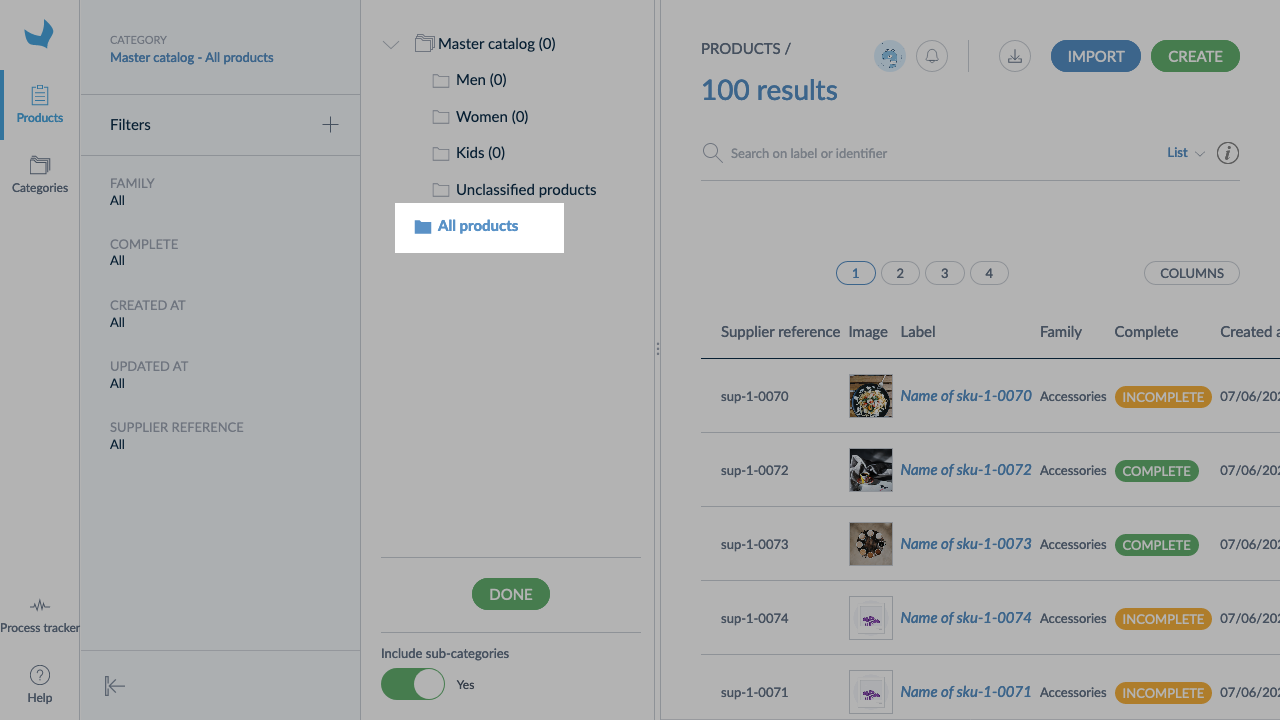 Products
Categories
Process tracker
Help
CATEGORY
Master catalog - All products
Filters
FAMILY
All
COMPLETE
All
CREATED AT
All
UPDATED AT
All
SUPPLIER REFERENCE
All
Master catalog (0)
Men (0)
Women (0)
Kids (0)
Unclassified products
All products
DONE
Include sub-categories
Yes
PRODUCTS /
IMPORT
CREATE
100 results
Search on label or identifier
List
i
1 2 3 4
COLUMNS
Supplier reference Image Label Family Complete Created a
sup-1-0070 Name of sku-1-0070 Accessories INCOMPLETE 07/06/202
sup-1-0072 Name of sku-1-0072 Accessories COMPLETE 07/06/202
sup-1-0073 Name of sku-1-0073 Accessories COMPLETE 07/06/202
sup-1-0074 Name of sku-1-0074 Accessories INCOMPLETE 07/06/202
sup-1-0071 Name of sku-1-0071 Accessories INCOMPLETE 07/06/202